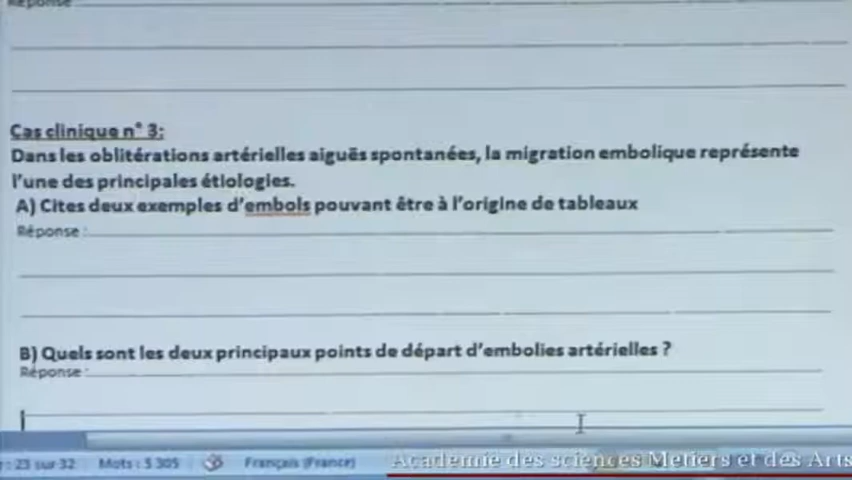 Réponse
Cas clinique n° 3:
Dans les oblitérations artérielles aiguës spontanées, la migration embolique représente
l'une des principales étiologies.
A) Cites deux exemples d'embols pouvant être à l'origine de tableaux
Réponse :
B) Quels sont les deux principaux points de départ d'embolies artérielles ?
Réponse :
: 23 sur 32 Mots : 5 305 Français (France) Académie des sciences Metiers et des Arts